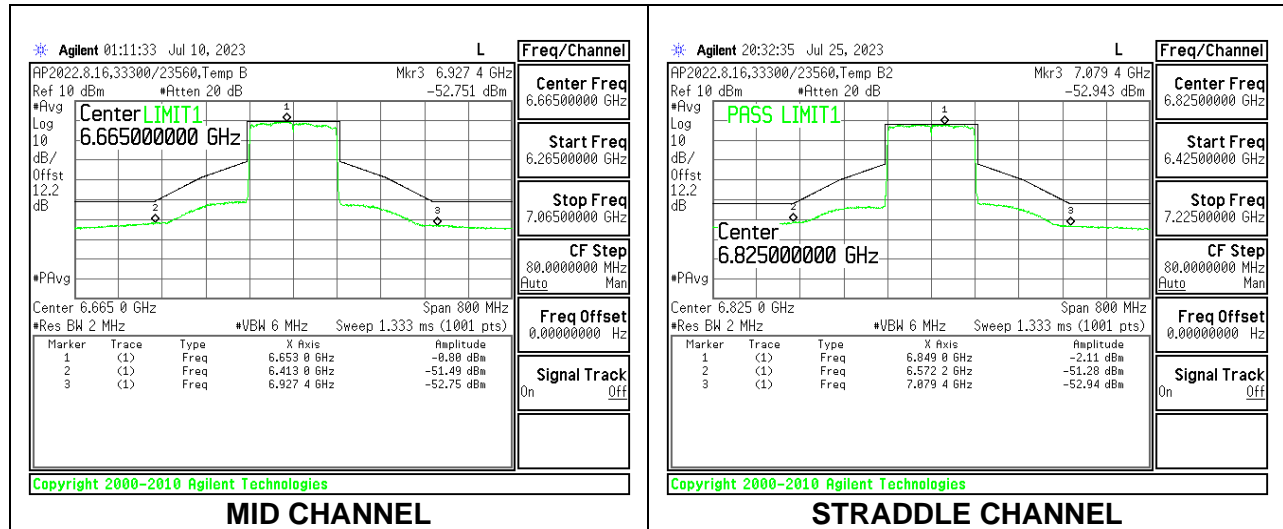 Agilent 01:11:33 Jul 10, 2023 L
Freq/Channel
AP2022.8.16,33300/23560,Temp B Mkr3 6.927 4 GHz
Ref 10 dBm #Atten 20 dB -52.751 dBm
#Avg
Log
10
dB/
Offst
12.2
dB
#PAvg
Center LIMIT1
6.665000000 GHz
1
2
3
Center 6.665 0 GHz Span 800 MHz
#Res BW 2 MHz #VBW 6 MHz Sweep 1.333 ms (1001 pts)
Marker Trace Type X Axis Amplitude
1 (1) Freq 6.653 0 GHz -0.80 dBm
2 (1) Freq 6.413 0 GHz -51.49 dBm
3 (1) Freq 6.927 4 GHz -52.75 dBm
Center Freq
6.66500000 GHz
Start Freq
6.26500000 GHz
Stop Freq
7.06500000 GHz
CF Step
80.0000000 MHz
Auto Man
Freq Offset
0.00000000 Hz
Signal Track
On Off
Copyright 2000-2010 Agilent Technologies
MID CHANNEL
Agilent 20:32:35 Jul 25, 2023 L
Freq/Channel
AP2022.8.16,33300/23560,Temp B2 Mkr3 7.079 4 GHz
Ref 10 dBm #Atten 20 dB -52.943 dBm
#Avg
Log
10
dB/
Offst
12.2
dB
#PAvg
PASS LIMIT1
1
2
3
Center
6.825000000 GHz
Center 6.825 0 GHz Span 800 MHz
#Res BW 2 MHz #VBW 6 MHz Sweep 1.333 ms (1001 pts)
Marker Trace Type X Axis Amplitude
1 (1) Freq 6.849 0 GHz -2.11 dBm
2 (1) Freq 6.572 2 GHz -51.28 dBm
3 (1) Freq 7.079 4 GHz -52.94 dBm
Center Freq
6.82500000 GHz
Start Freq
6.42500000 GHz
Stop Freq
7.22500000 GHz
CF Step
80.0000000 MHz
Auto Man
Freq Offset
0.00000000 Hz
Signal Track
On Off
Copyright 2000-2010 Agilent Technologies
STRADDLE CHANNEL